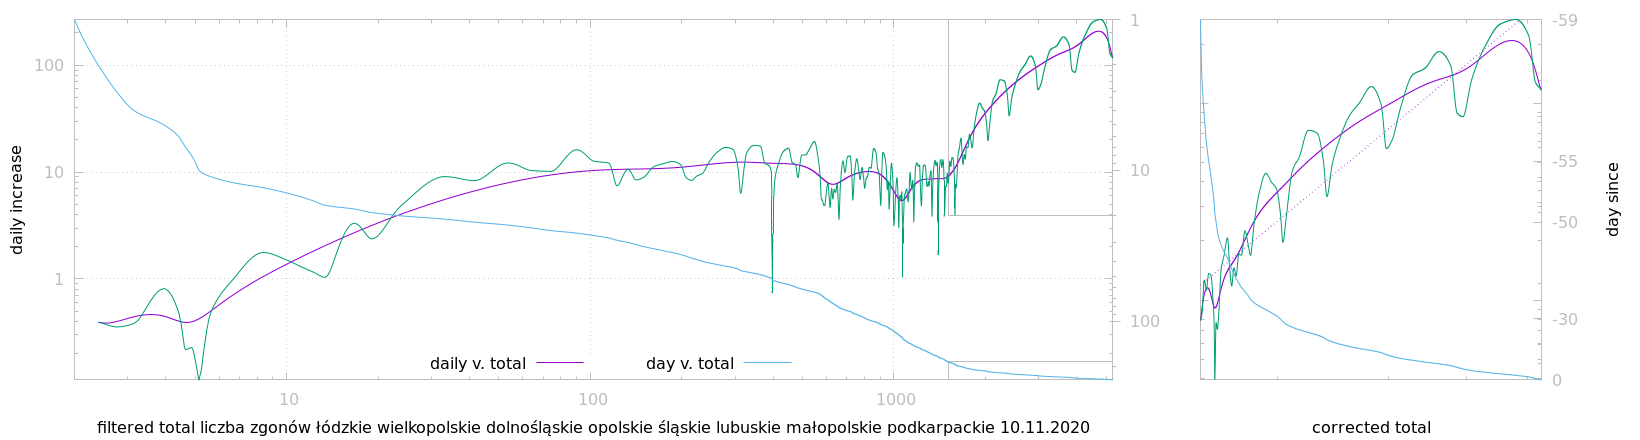 daily increase
100
10
1
1
10
100
daily v. total
day v. total
10
100
1000
filtered total liczba zgonów łódzkie wielkopolskie dolnośląskie opolskie śląskie lubuskie małopolskie podkarpackie 10.11.2020
-59
-55
-50
-30
0
day since
corrected total